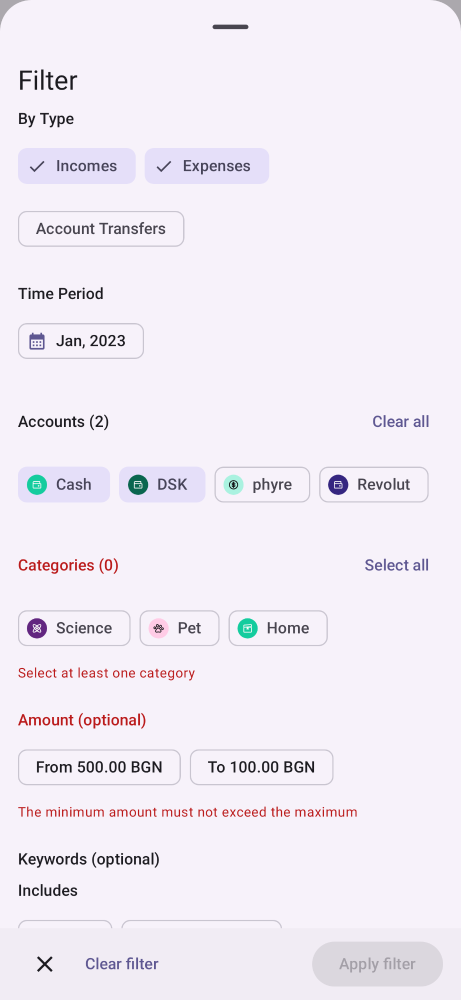 Filter
By Type
Incomes Expenses
Account Transfers
Time Period
Jan, 2023
Accounts (2) Clear all
Cash DSK phyre Revolut
Categories (0) Select all
Science Pet Home
Select at least one category
Amount (optional)
From 500.00 BGN To 100.00 BGN
The minimum amount must not exceed the maximum
Keywords (optional)
Includes
Clear filter Apply filter